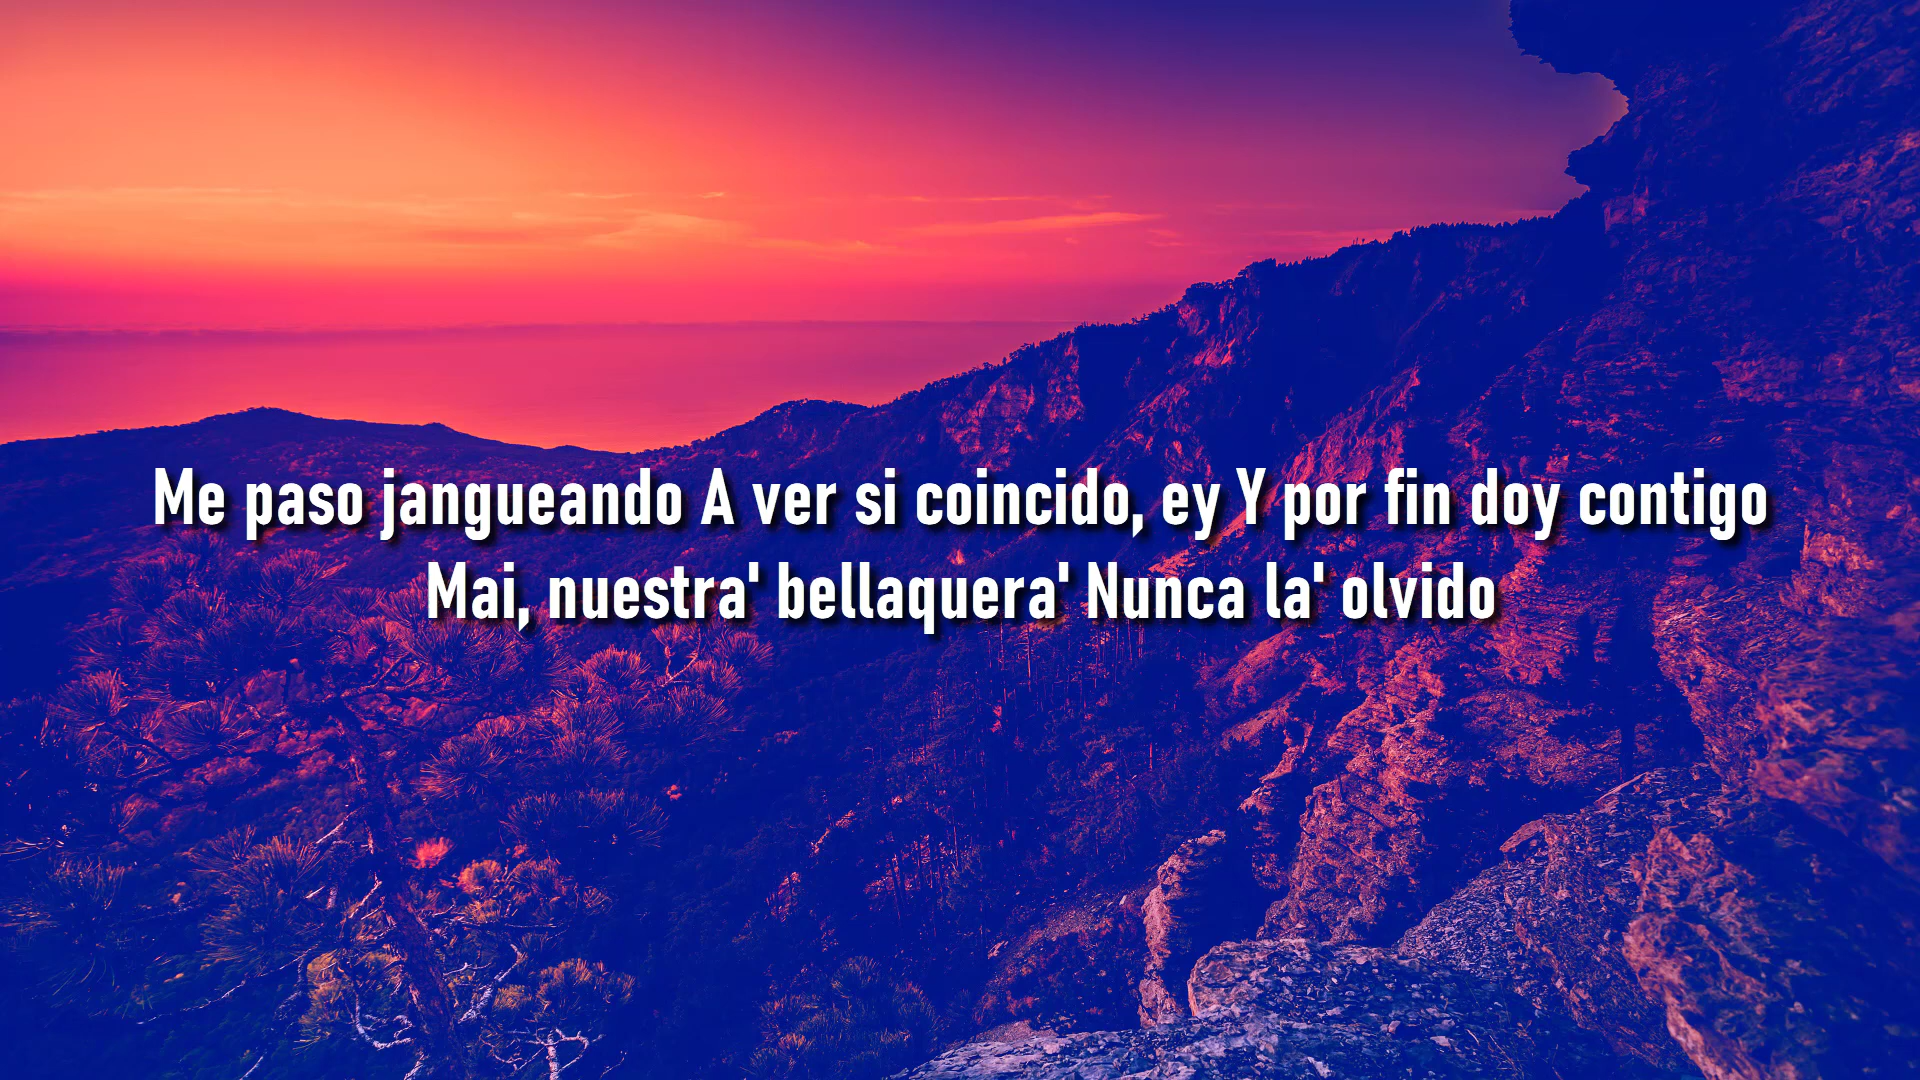 Me paso jangueando A ver si coincido, ey Y por fin doy contigo
Mai, nuestra' bellaquera' Nunca la' olvido